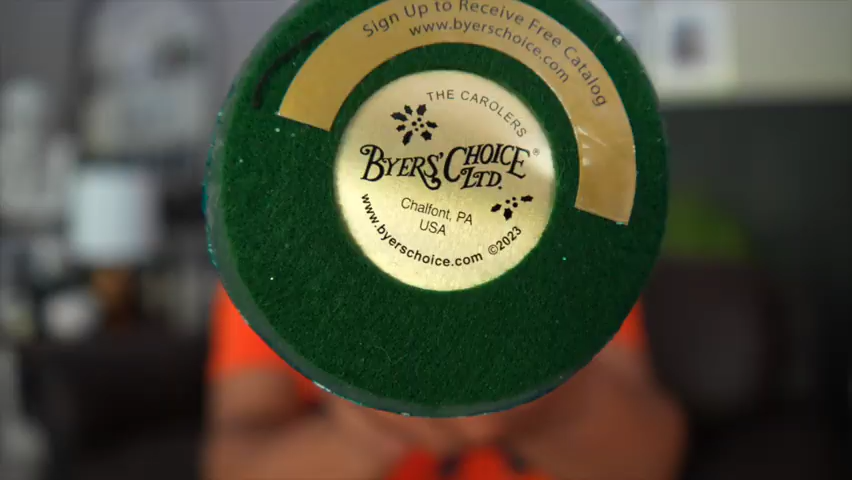 Sign Up to Receive Free Catalog
www.byerschoice.com
THE CAROLERS
BYERS' CHOICE®
LTD.
Chalfont, PA
USA
www.byerschoice.com ©2023